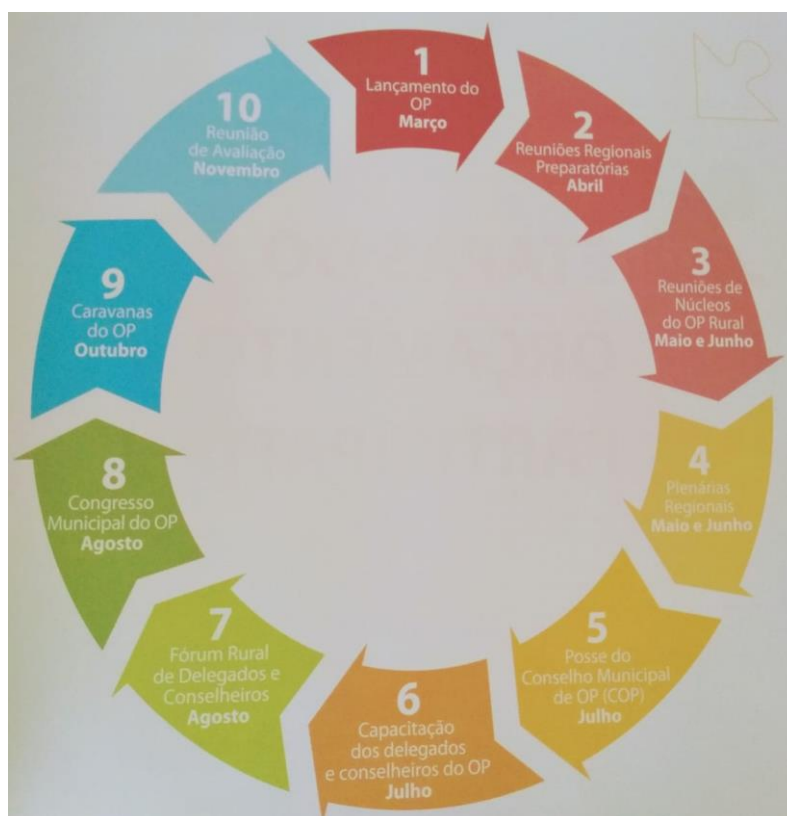 1
Lançamento do
OP
Março
2
Reuniões Regionais
Preparatórias
Abril
3
Reuniões de
Núcleos
do OP Rural
Maio e Junho
4
Plenárias
Regionais
Maio e Junho
5
Posse do
Conselho Municipal
de OP (COP)
Julho
6
Capacitação
dos delegados
e conselheiros do OP
Julho
7
Fórum Rural
de Delegados e
Conselheiros
Agosto
8
Congresso
Municipal do OP
Agosto
9
Caravanas
do OP
Outubro
10
Reunião
de Avaliação
Novembro